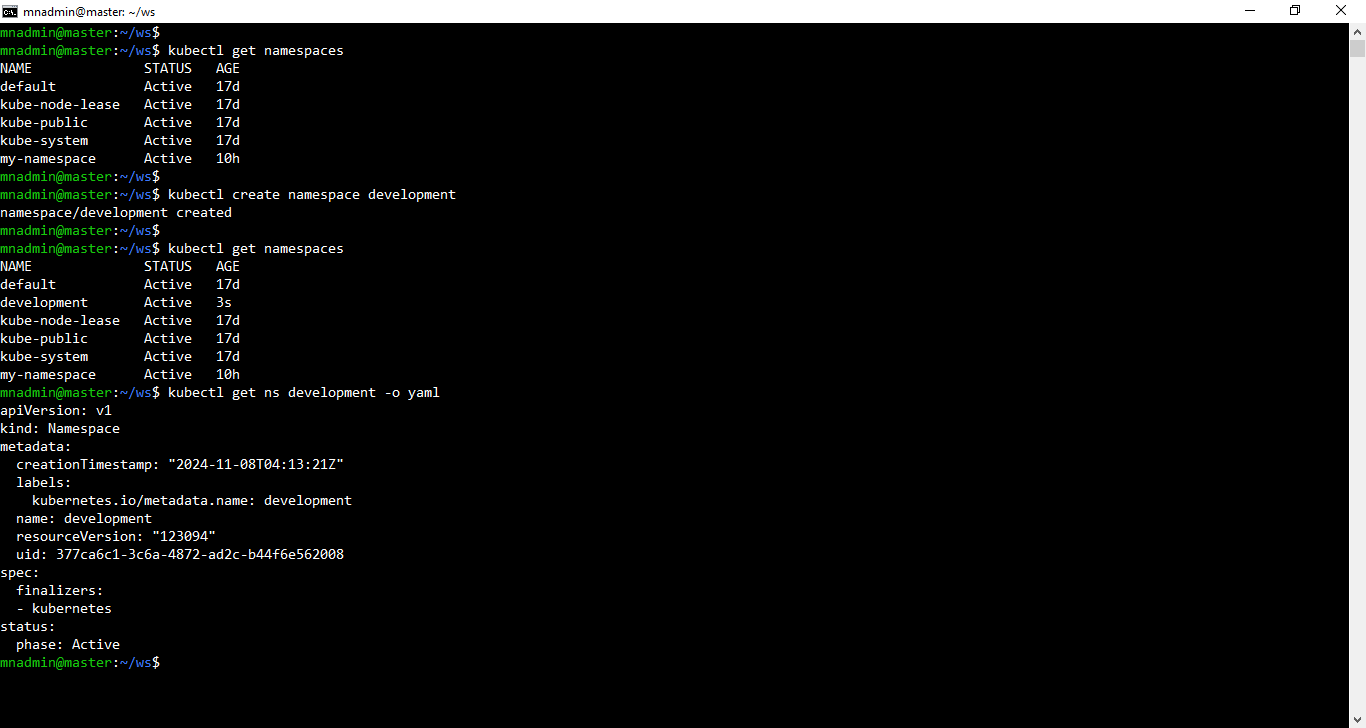 mnadmin@master: ~/ws
mnadmin@master:~/ws$
mnadmin@master:~/ws$ kubectl get namespaces
NAME              STATUS   AGE
default           Active   17d
kube-node-lease   Active   17d
kube-public       Active   17d
kube-system       Active   17d
my-namespace      Active   10h
mnadmin@master:~/ws$
mnadmin@master:~/ws$ kubectl create namespace development
namespace/development created
mnadmin@master:~/ws$
mnadmin@master:~/ws$ kubectl get namespaces
NAME              STATUS   AGE
default           Active   17d
development       Active   3s
kube-node-lease   Active   17d
kube-public       Active   17d
kube-system       Active   17d
my-namespace      Active   10h
mnadmin@master:~/ws$ kubectl get ns development -o yaml
apiVersion: v1
kind: Namespace
metadata:
  creationTimestamp: "2024-11-08T04:13:21Z"
  labels:
    kubernetes.io/metadata.name: development
  name: development
  resourceVersion: "123094"
  uid: 377ca6c1-3c6a-4872-ad2c-b44f6e562008
spec:
  finalizers:
  - kubernetes
status:
  phase: Active
mnadmin@master:~/ws$